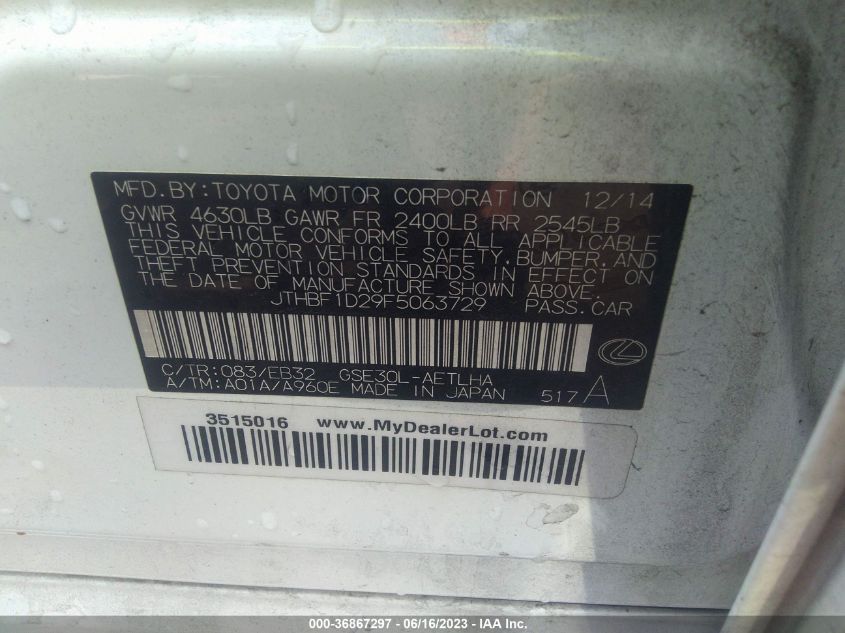 MFD. BY: TOYOTA MOTOR CORPORATION 12/14
GVWR 4630LB GAWR FR 2400LB RR 2545LB
THIS VEHICLE CONFORMS TO ALL APPLICABLE
FEDERAL MOTOR VEHICLE SAFETY, BUMPER, AND
THEFT PREVENTION STANDARDS IN EFFECT ON
THE DATE OF MANUFACTURE SHOWN ABOVE.
JTHBF1D29F5063729 PASS. CAR
C/TR: 083/EB32 GSE30L-AETLHA
A/TM: A01A/A960E MADE IN JAPAN 517 A
3515016 www.MyDealerLot.com
000-36867297 - 06/16/2023 - IAA Inc.